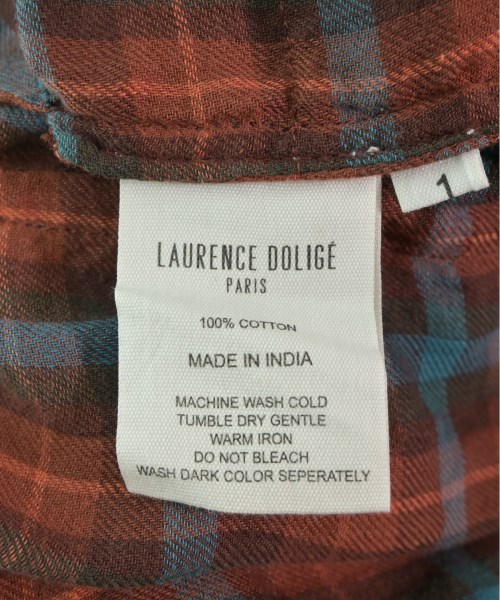 1
LAURENCE DOLIGÉ
PARIS
100% COTTON
MADE IN INDIA
MACHINE WASH COLD
TUMBLE DRY GENTLE
WARM IRON
DO NOT BLEACH
WASH DARK COLOR SEPERATELY